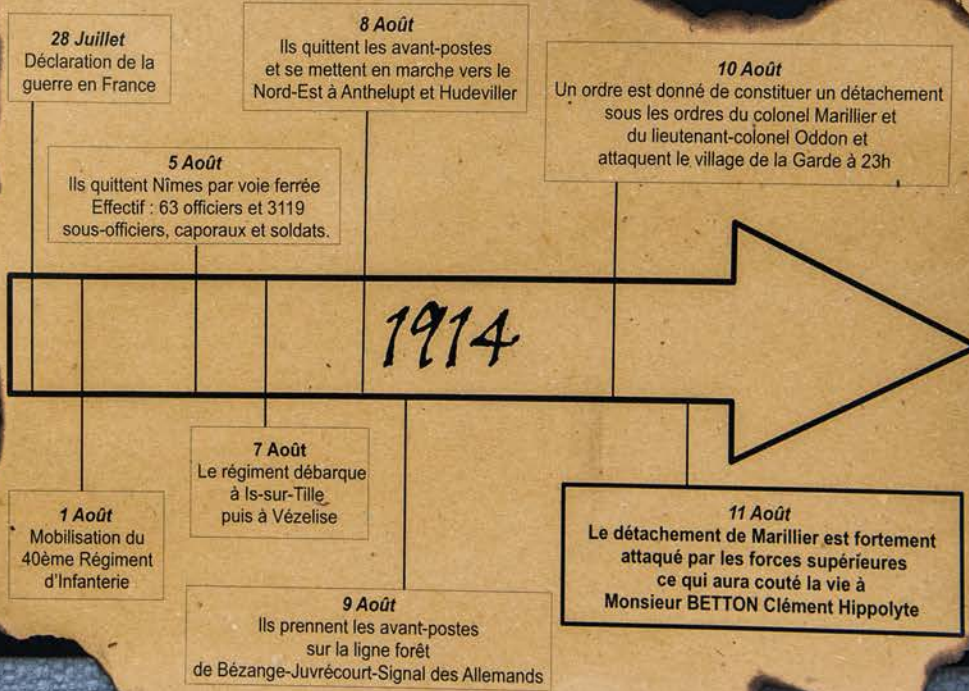 28 Juillet
Déclaration de la
guerre en France
1 Août
Mobilisation du
40ème Régiment
d'Infanterie
5 Août
Ils quittent Nîmes par voie ferrée
Effectif : 63 officiers et 3119
sous-officiers, caporaux et soldats.
7 Août
Le régiment débarque
à Is-sur-Tille
puis à Vézelise
8 Août
Ils quittent les avant-postes
et se mettent en marche vers le
Nord-Est à Anthelupt et Hudeviller
1914
9 Août
Ils prennent les avant-postes
sur la ligne forêt
de Bézange-Juvrécourt-Signal des Allemands
10 Août
Un ordre est donné de constituer un détachement
sous les ordres du colonel Marillier et
du lieutenant-colonel Oddon et
attaquent le village de la Garde à 23h
11 Août
Le détachement de Marillier est fortement
attaqué par les forces supérieures
ce qui aura couté la vie à
Monsieur BETTON Clément Hippolyte